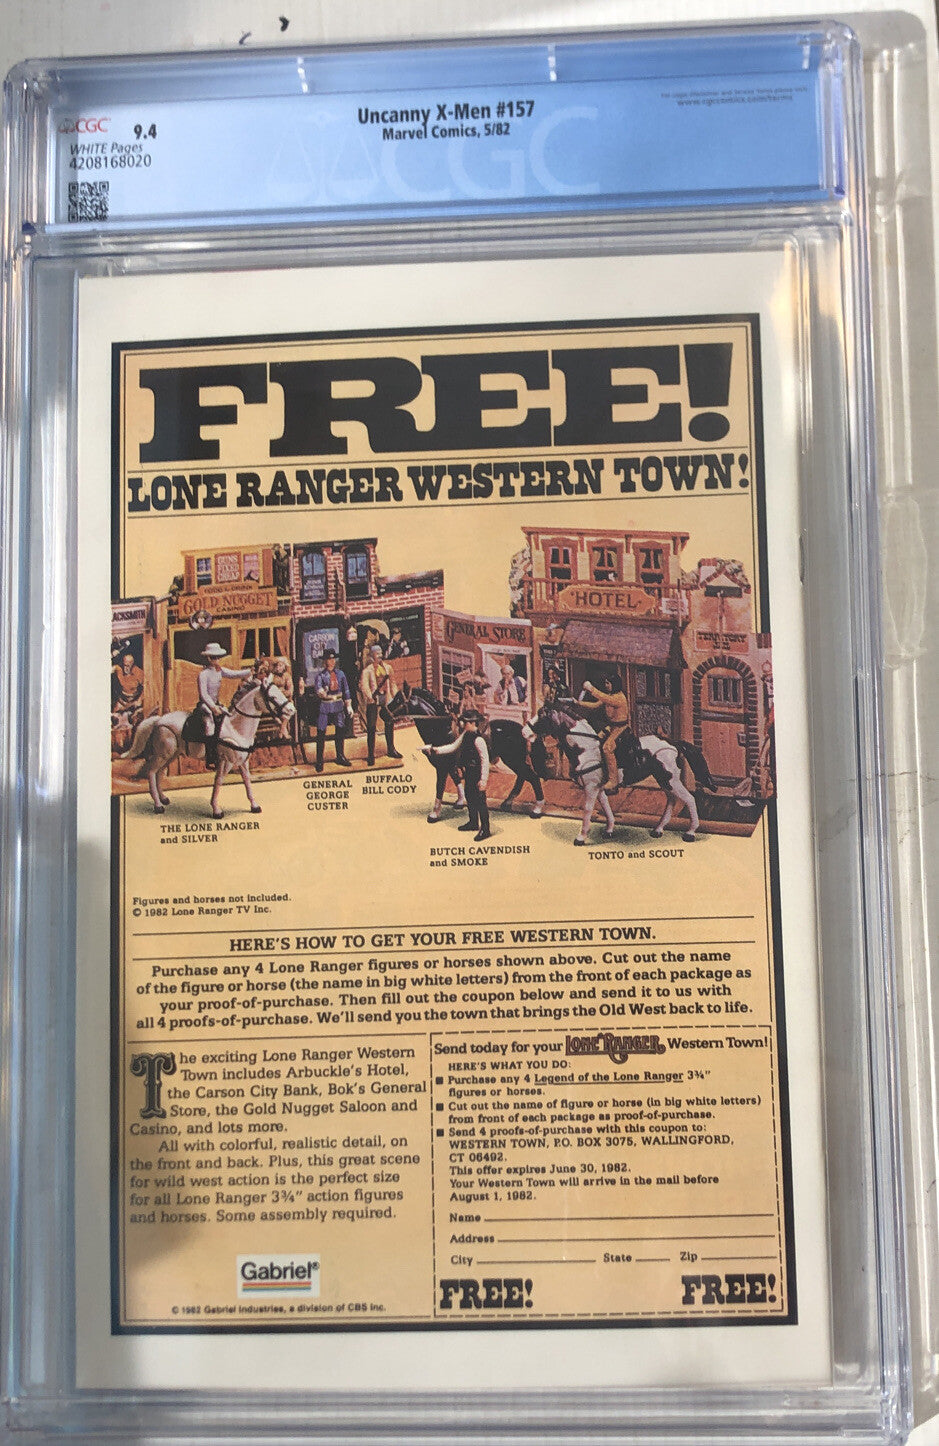 CGC 9.4
WHITE Pages
4208168020
Uncanny X-Men #157
Marvel Comics, 5/82
www.cgccomics.com/terms
CGC
FREE!
LONE RANGER WESTERN TOWN!
GUNS
FIXED
CHEAP
GOLD NUGGET
CASINO
ACKSMITH
CARSON
CITY
GENERAL STORE
HOTEL
TERRITORY
THE LONE RANGER
and SILVER
GENERAL
GEORGE
CUSTER
BUFFALO
BILL CODY
BUTCH CAVENDISH
and SMOKE
TONTO and SCOUT
Figures and horses not included.
© 1982 Lone Ranger TV Inc.
HERE'S HOW TO GET YOUR FREE WESTERN TOWN.
Purchase any 4 Lone Ranger figures or horses shown above. Cut out the name
of the figure or horse (the name in big white letters) from the front of each package as
your proof-of-purchase. Then fill out the coupon below and send it to us with
all 4 proofs-of-purchase. We'll send you the town that brings the Old West back to life.
The exciting Lone Ranger Western
Town includes Arbuckle's Hotel,
the Carson City Bank, Bok's General
Store, the Gold Nugget Saloon and
Casino, and lots more.
All with colorful, realistic detail, on
the front and back. Plus, this great scene
for wild west action is the perfect size
for all Lone Ranger 3¾" action figures
and horses. Some assembly required.
Gabriel®
© 1982 Gabriel Industries, a division of CBS Inc.
Send today for your LONE RANGER Western Town!
HERE'S WHAT YOU DO:
■ Purchase any 4 Legend of the Lone Ranger 3¾"
figures or horses.
■ Cut out the name of figure or horse (in big white letters)
from front of each package as proof-of-purchase.
■ Send 4 proofs-of-purchase with this coupon to:
WESTERN TOWN, P.O. BOX 3075, WALLINGFORD,
CT 06492.
This offer expires June 30, 1982.
Your Western Town will arrive in the mail before
August 1, 1982.
Name
Address
City State Zip
FREE! FREE!